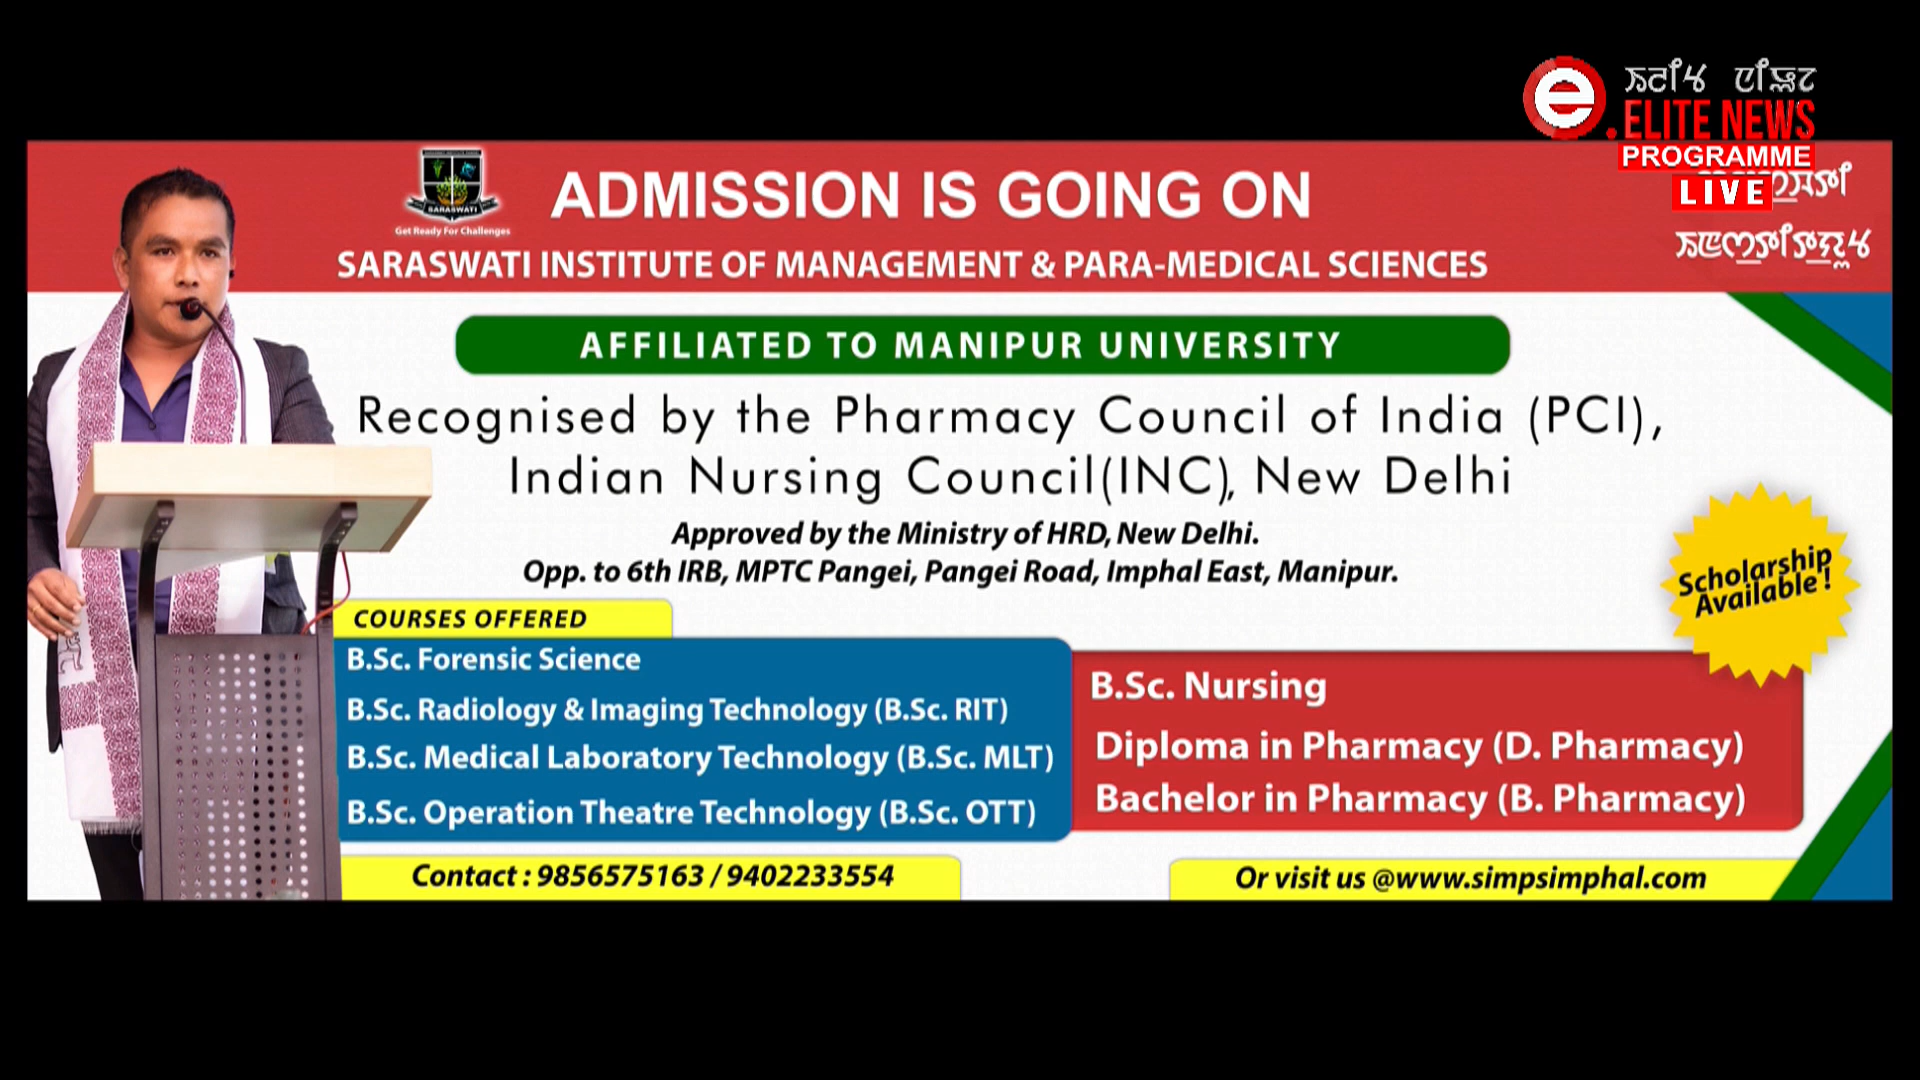 ELITE NEWS
PROGRAMME
LIVE
SARASWATI
Get Ready For Challenges
ADMISSION IS GOING ON
SARASWATI INSTITUTE OF MANAGEMENT & PARA-MEDICAL SCIENCES
AFFILIATED TO MANIPUR UNIVERSITY
Recognised by the Pharmacy Council of India (PCI),
Indian Nursing Council(INC), New Delhi
Approved by the Ministry of HRD, New Delhi.
Opp. to 6th IRB, MPTC Pangei, Pangei Road, Imphal East, Manipur.
Scholarship
Available!
COURSES OFFERED
B.Sc. Forensic Science
B.Sc. Radiology & Imaging Technology (B.Sc. RIT)
B.Sc. Medical Laboratory Technology (B.Sc. MLT)
B.Sc. Operation Theatre Technology (B.Sc. OTT)
B.Sc. Nursing
Diploma in Pharmacy (D. Pharmacy)
Bachelor in Pharmacy (B. Pharmacy)
Contact : 9856575163 / 9402233554
Or visit us @www.simpsimphal.com